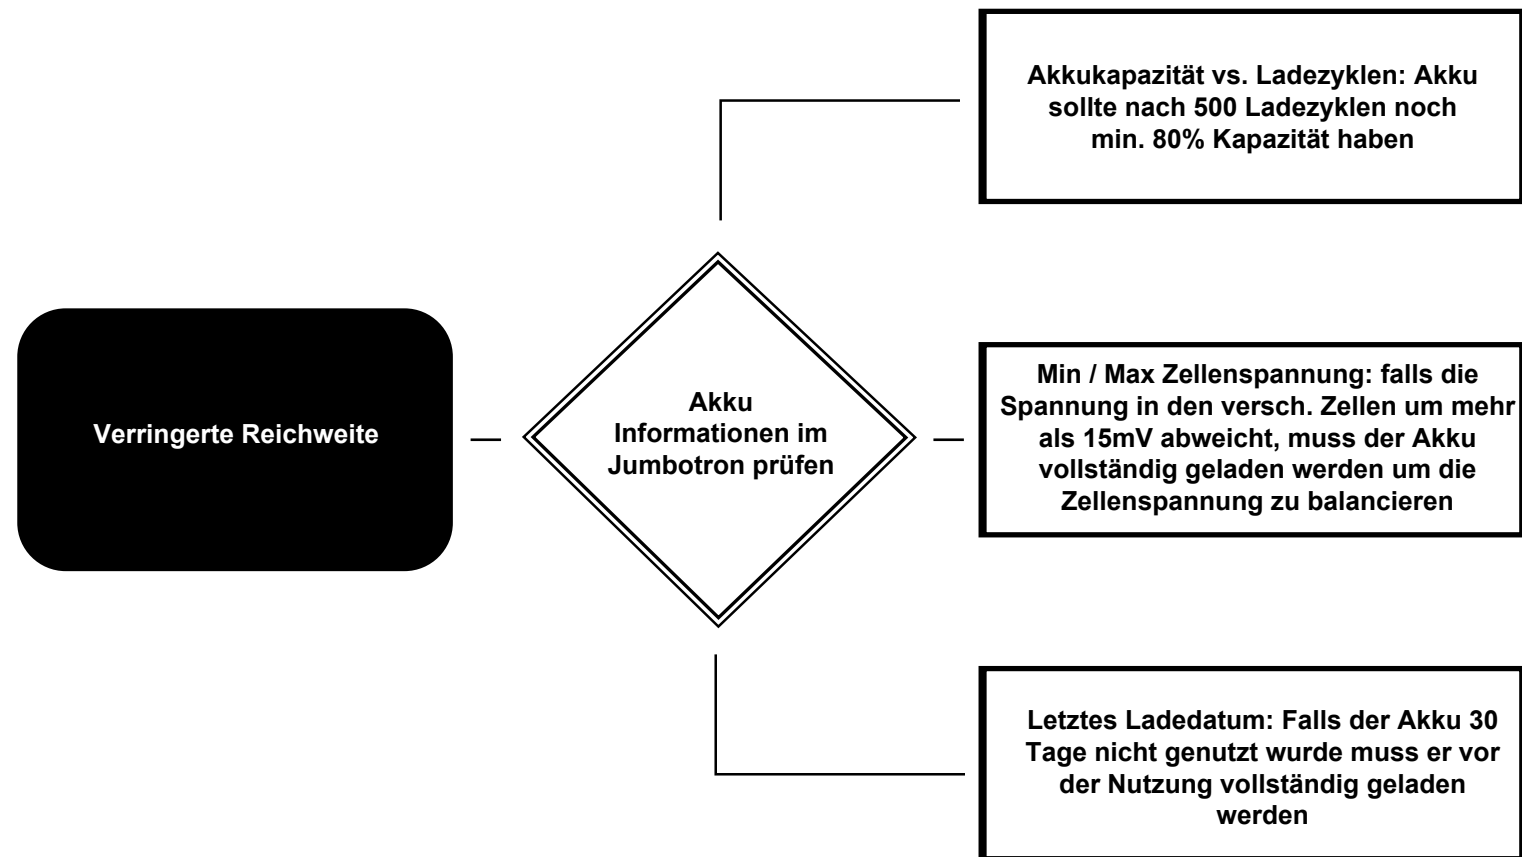 Akkukapazität vs. Ladezyklen: Akku
sollte nach 500 Ladezyklen noch
min. 80% Kapazität haben
Verringerte Reichweite
Akku
Informationen im
Jumbotron prüfen
Min / Max Zellenspannung: falls die
Spannung in den versch. Zellen um mehr
als 15mV abweicht, muss der Akku
vollständig geladen werden um die
Zellenspannung zu balancieren
Letztes Ladedatum: Falls der Akku 30
Tage nicht genutzt wurde muss er vor
der Nutzung vollständig geladen
werden